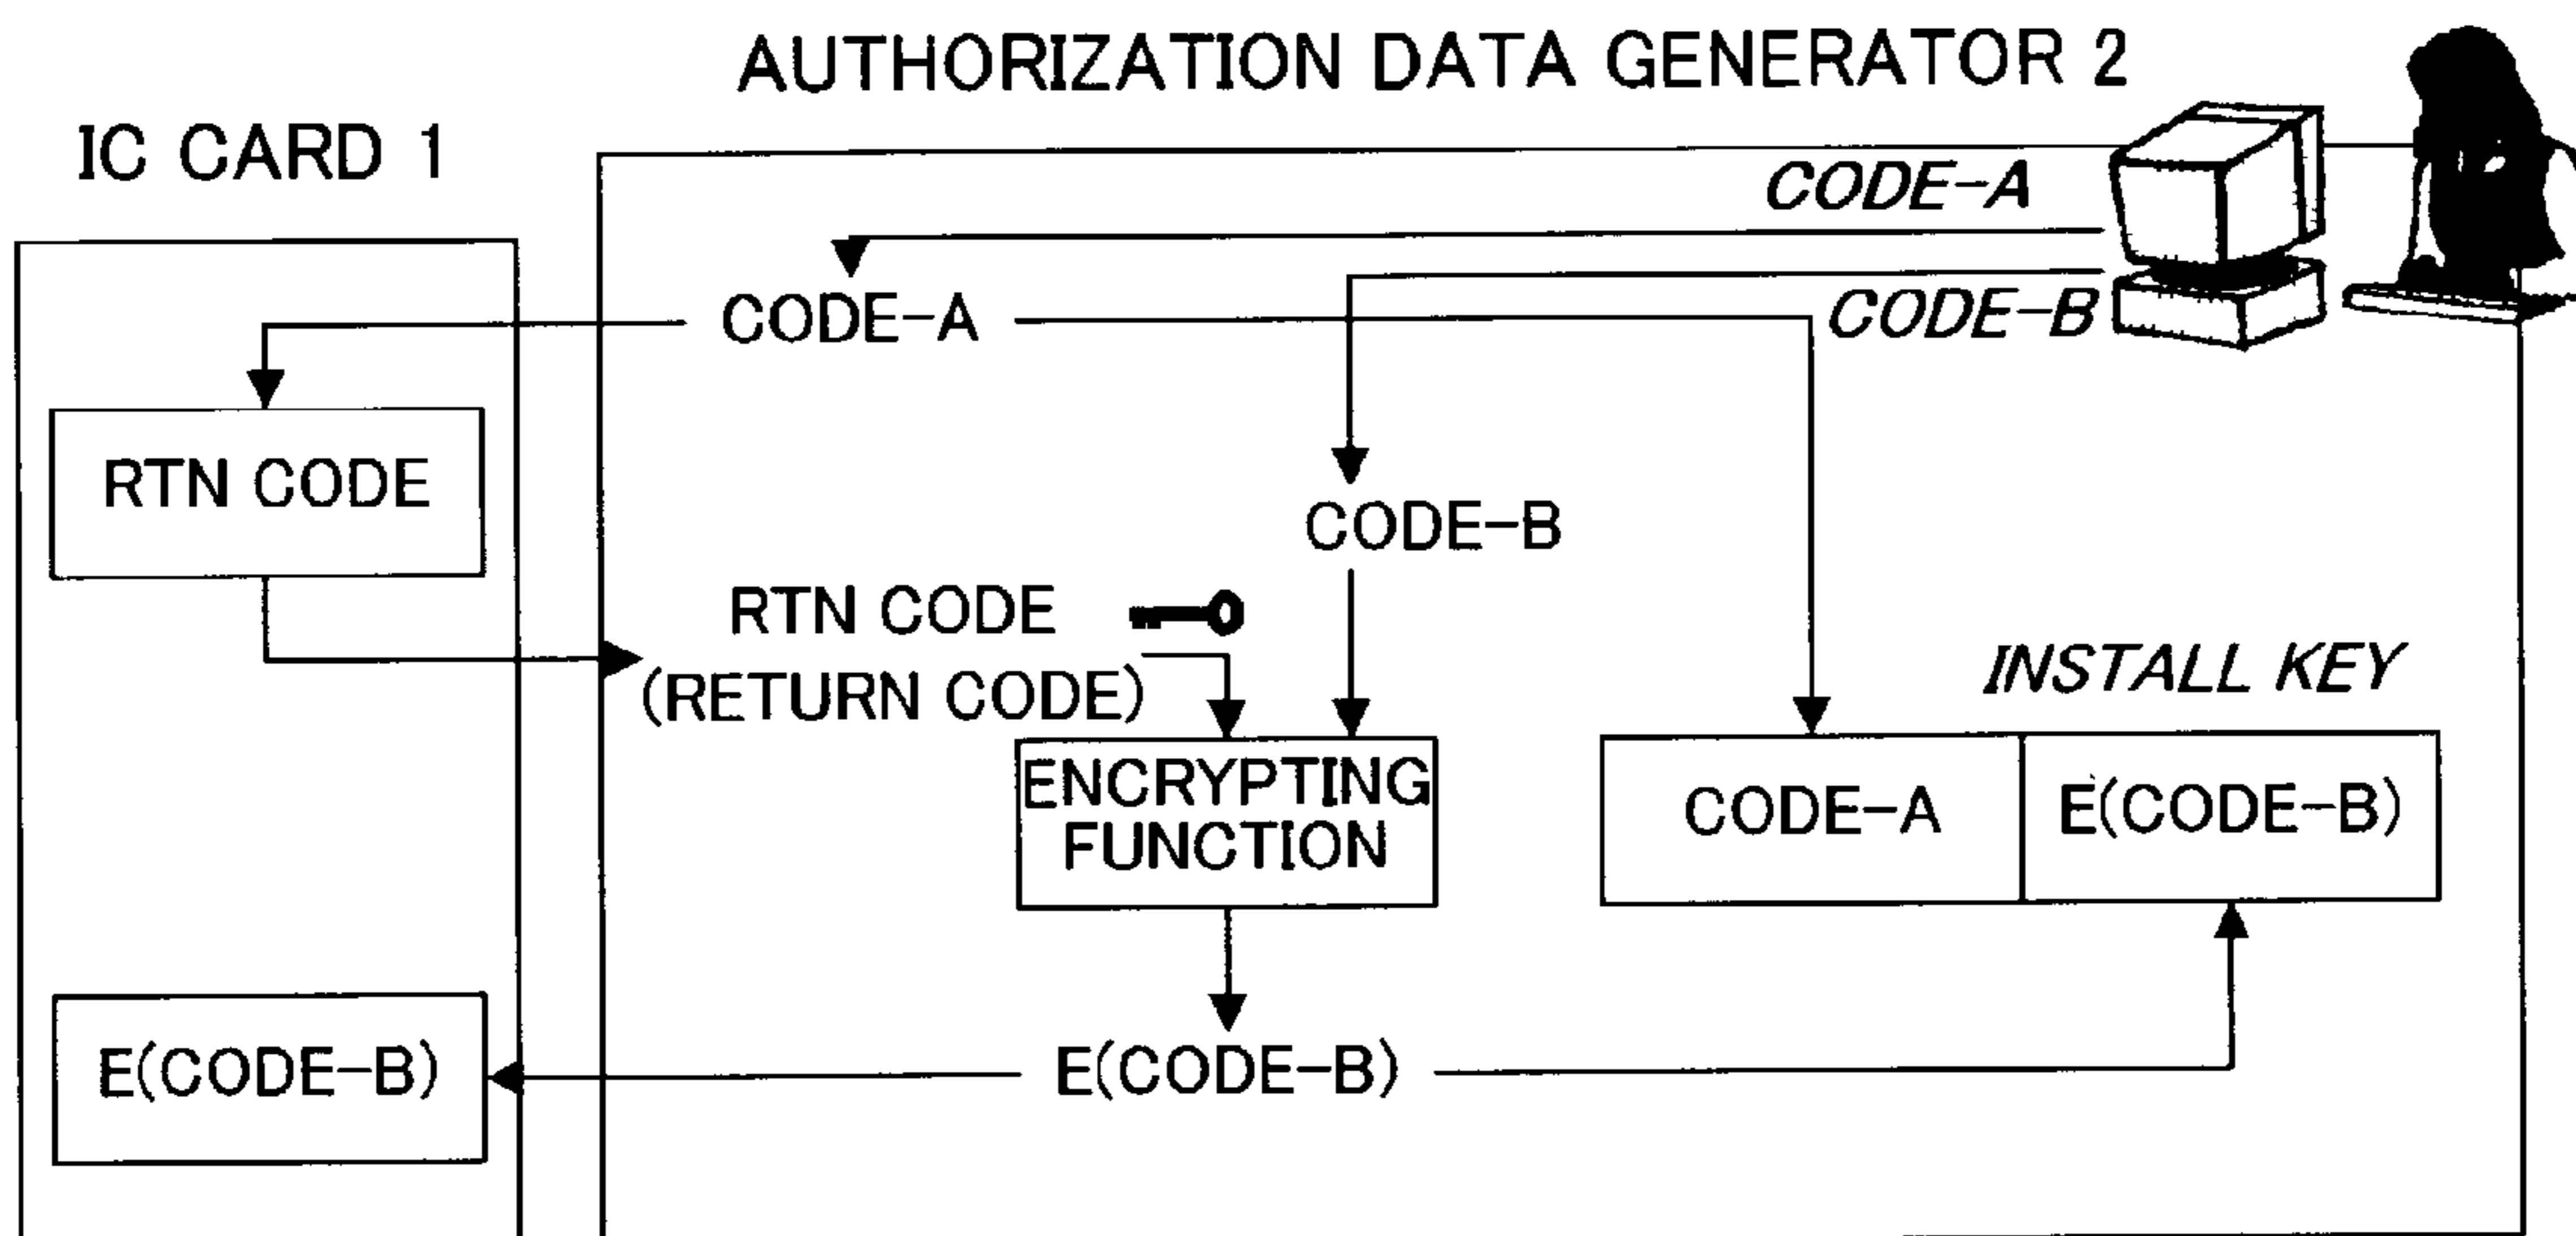 AUTHORIZATION DATA GENERATOR 2
IC CARD 1
CODE-A
CODE-A
CODE-B
RTN CODE
CODE-B
RTN CODE
(RETURN CODE)
INSTALL KEY
ENCRYPTING
FUNCTION
CODE-A
E(CODE-B)
E(CODE-B)
E(CODE-B)